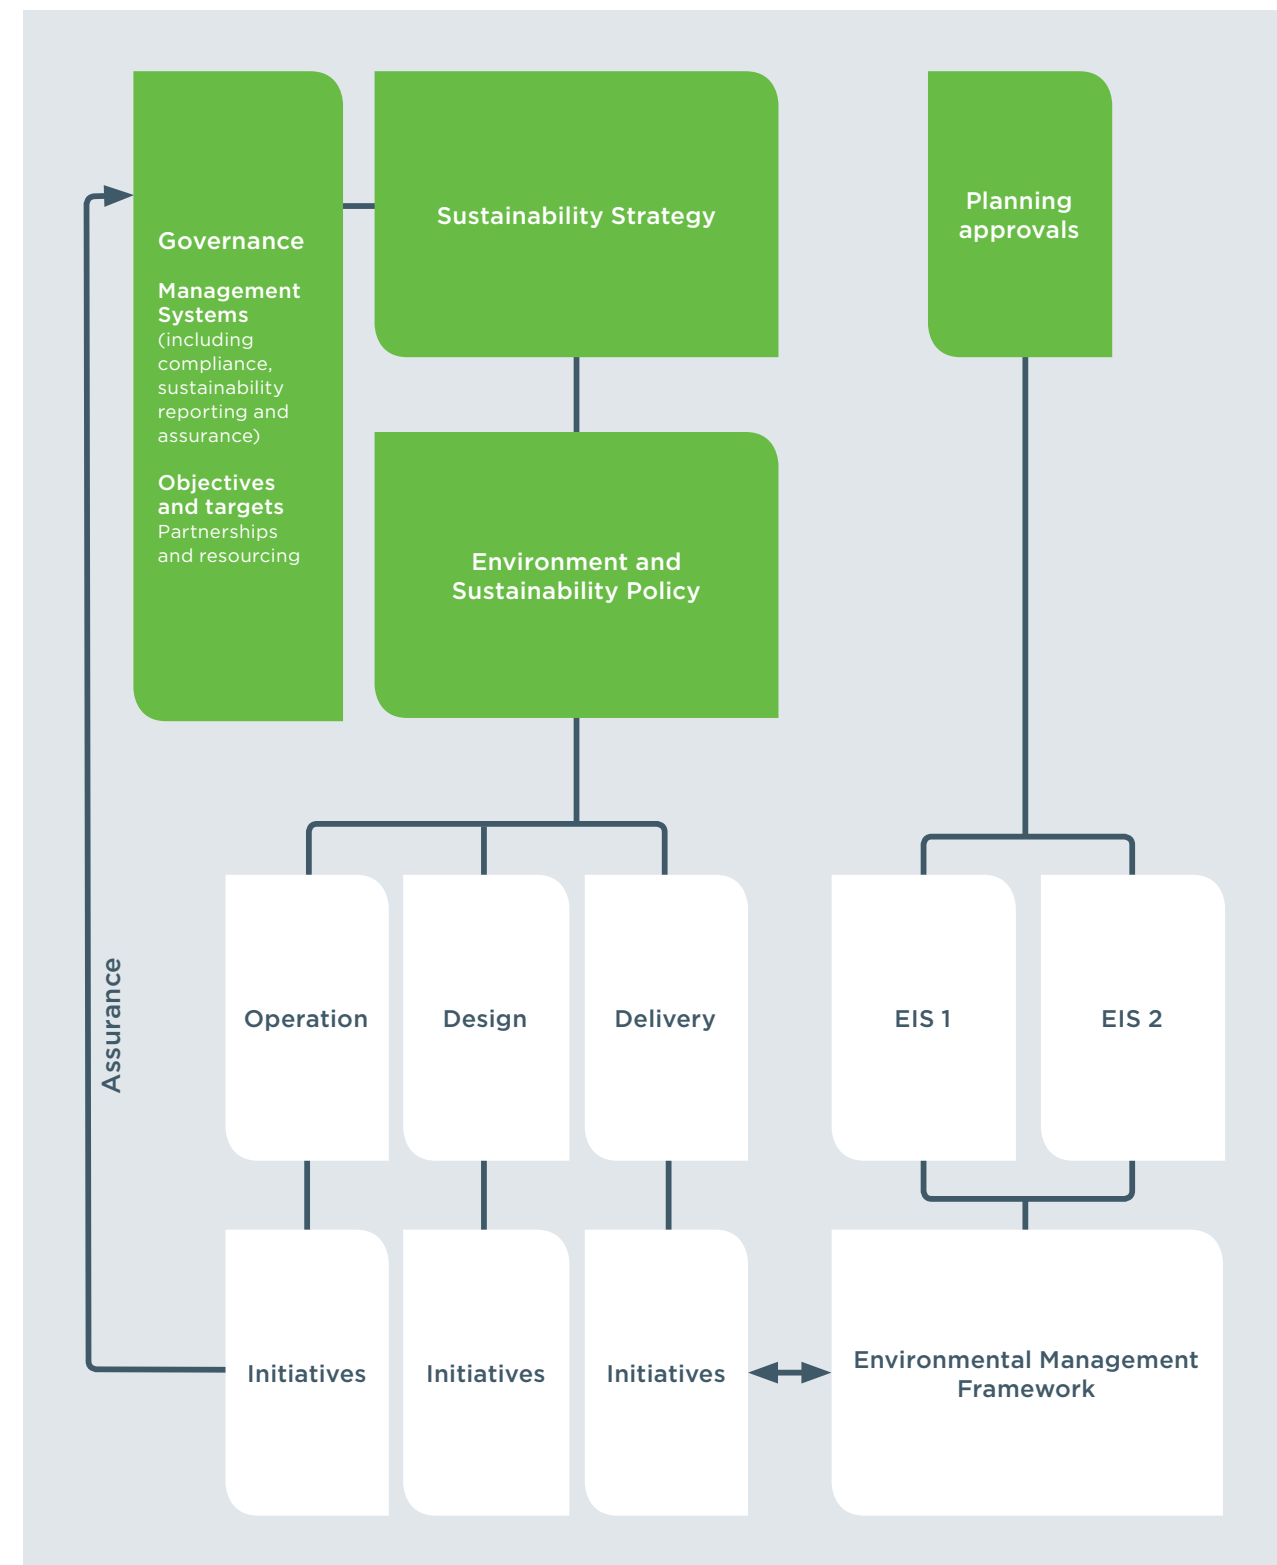 Governance
Management
Systems
(including
compliance,
sustainability
reporting and
assurance)
Objectives
and targets
Partnerships
and resourcing
Sustainability Strategy
Environment and
Sustainability Policy
Planning
approvals
Assurance
Operation
Design
Delivery
EIS 1
EIS 2
Initiatives
Initiatives
Initiatives
Environmental Management
Framework